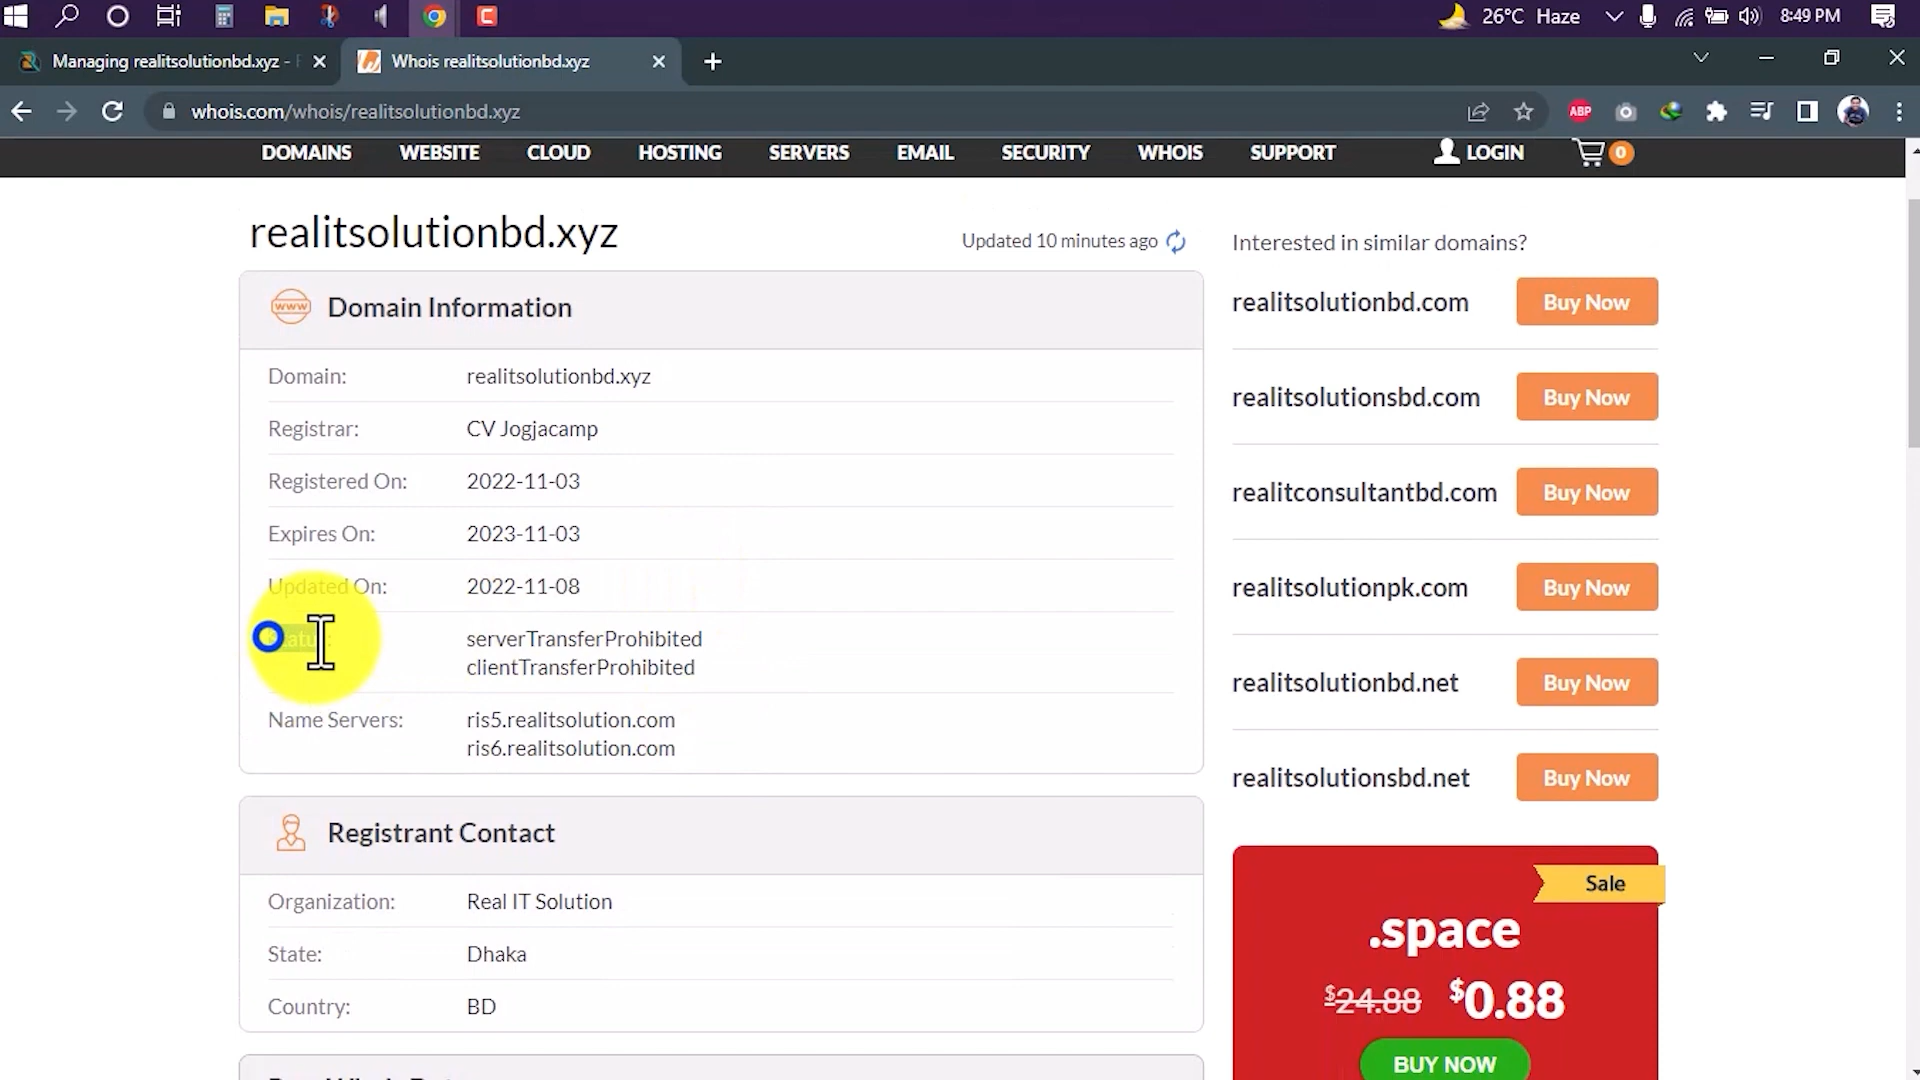 26°C Haze
8:49 PM
Managing realitsolutionbd.xyz -
Whois realitsolutionbd.xyz
whois.com/whois/realitsolutionbd.xyz
ABP
DOMAINS WEBSITE CLOUD HOSTING SERVERS EMAIL SECURITY WHOIS SUPPORT LOGIN 0
realitsolutionbd.xyz
Updated 10 minutes ago
www
Domain Information
Domain: realitsolutionbd.xyz
Registrar: CV Jogjacamp
Registered On: 2022-11-03
Expires On: 2023-11-03
Updated On: 2022-11-08
serverTransferProhibited
clientTransferProhibited
Name Servers: ris5.realitsolution.com
ris6.realitsolution.com
Registrant Contact
Organization: Real IT Solution
State: Dhaka
Country: BD
Interested in similar domains?
realitsolutionbd.com Buy Now
realitsolutionsbd.com Buy Now
realitconsultantbd.com Buy Now
realitsolutionpk.com Buy Now
realitsolutionbd.net Buy Now
realitsolutionsbd.net Buy Now
Sale
.space
$24.88 $0.88
BUY NOW